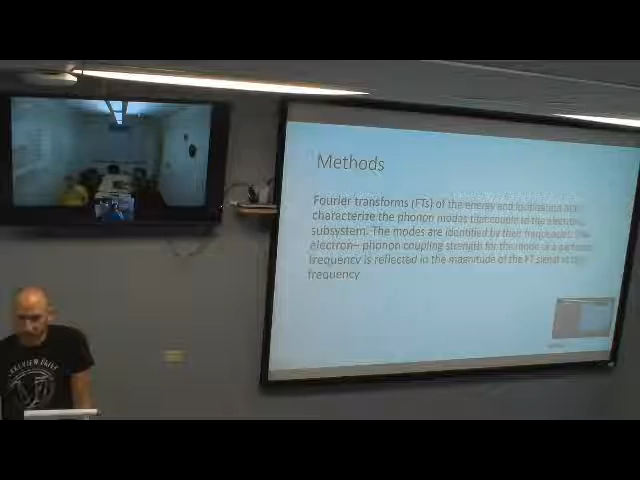 Methods
Fourier transforms (FTs) of the energy and
characterize the phonon modes that couple to the electronic
subsystem. The modes are identified by their frequencies. The
electron– phonon coupling strength for the mode of a particular
frequency is reflected in the magnitude of the FT signal at
frequency